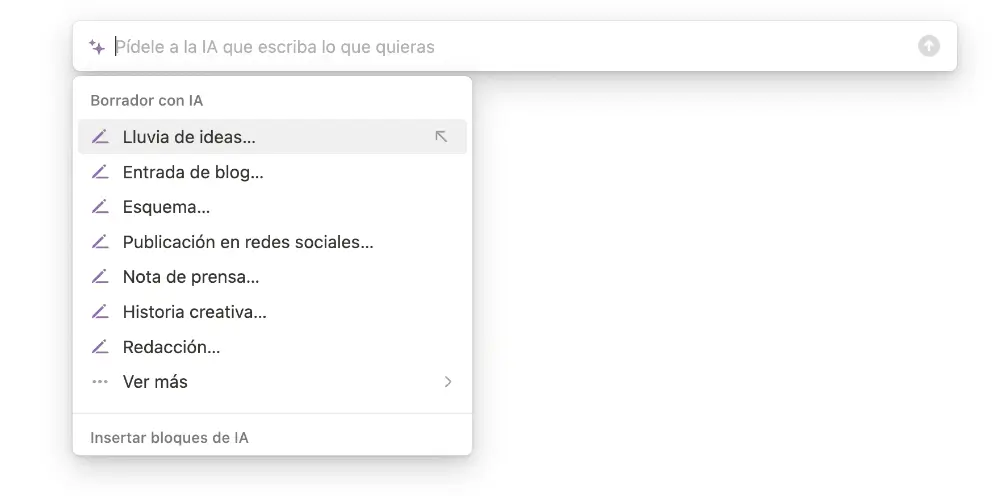 Pídele a la IA que escriba lo que quieras
Borrador con IA
Lluvia de ideas...
Entrada de blog...
Esquema...
Publicación en redes sociales...
Nota de prensa...
Historia creativa...
Redacción...
Ver más
Insertar bloques de IA